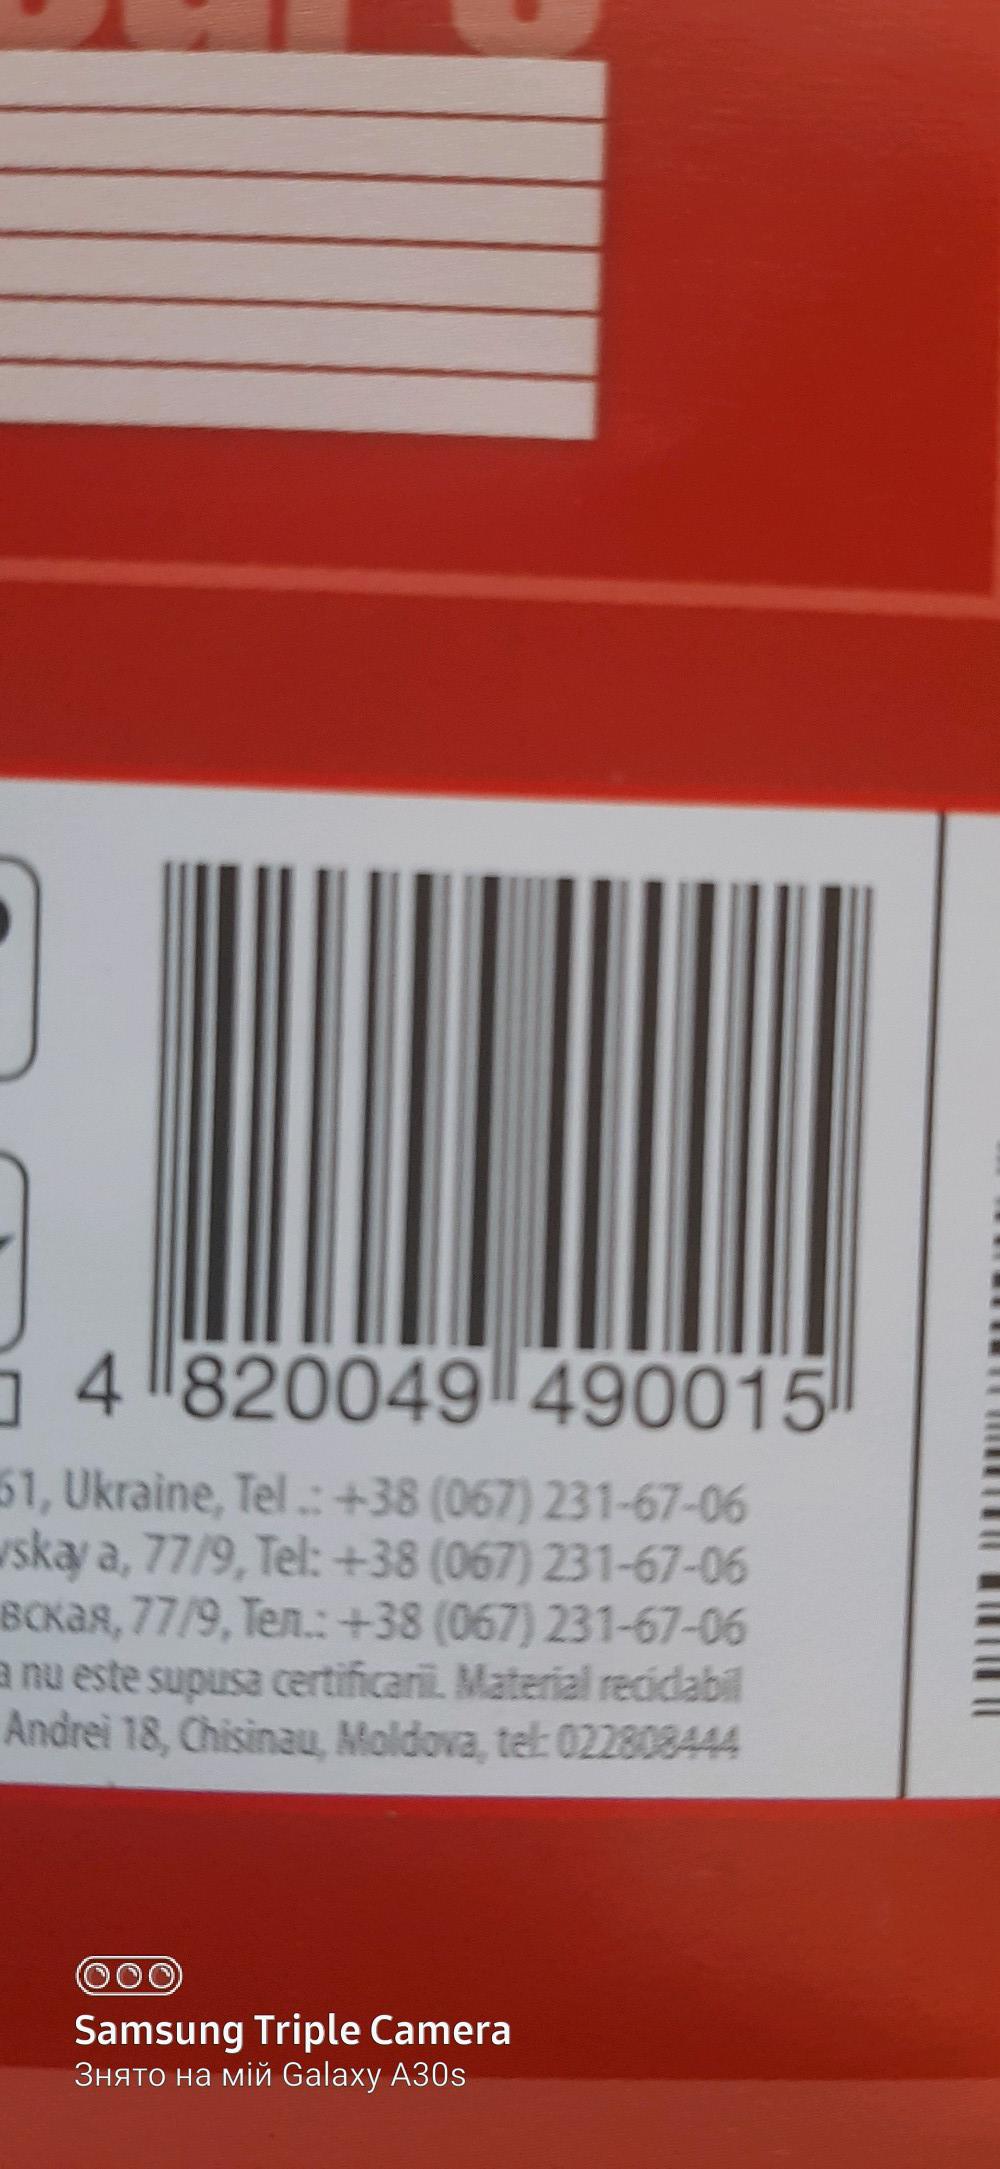 4 820049 490015
61, Ukraine, Tel .: +38 (067) 231-67-06
vskay a, 77/9, Tel: +38 (067) 231-67-06
вская, 77/9, Тел.: +38 (067) 231-67-06
a nu este supusa certificarii. Material reciclabil
Andrei 18, Chisinau, Moldova, tel: 022808444
Samsung Triple Camera
Знято на мій Galaxy A30s